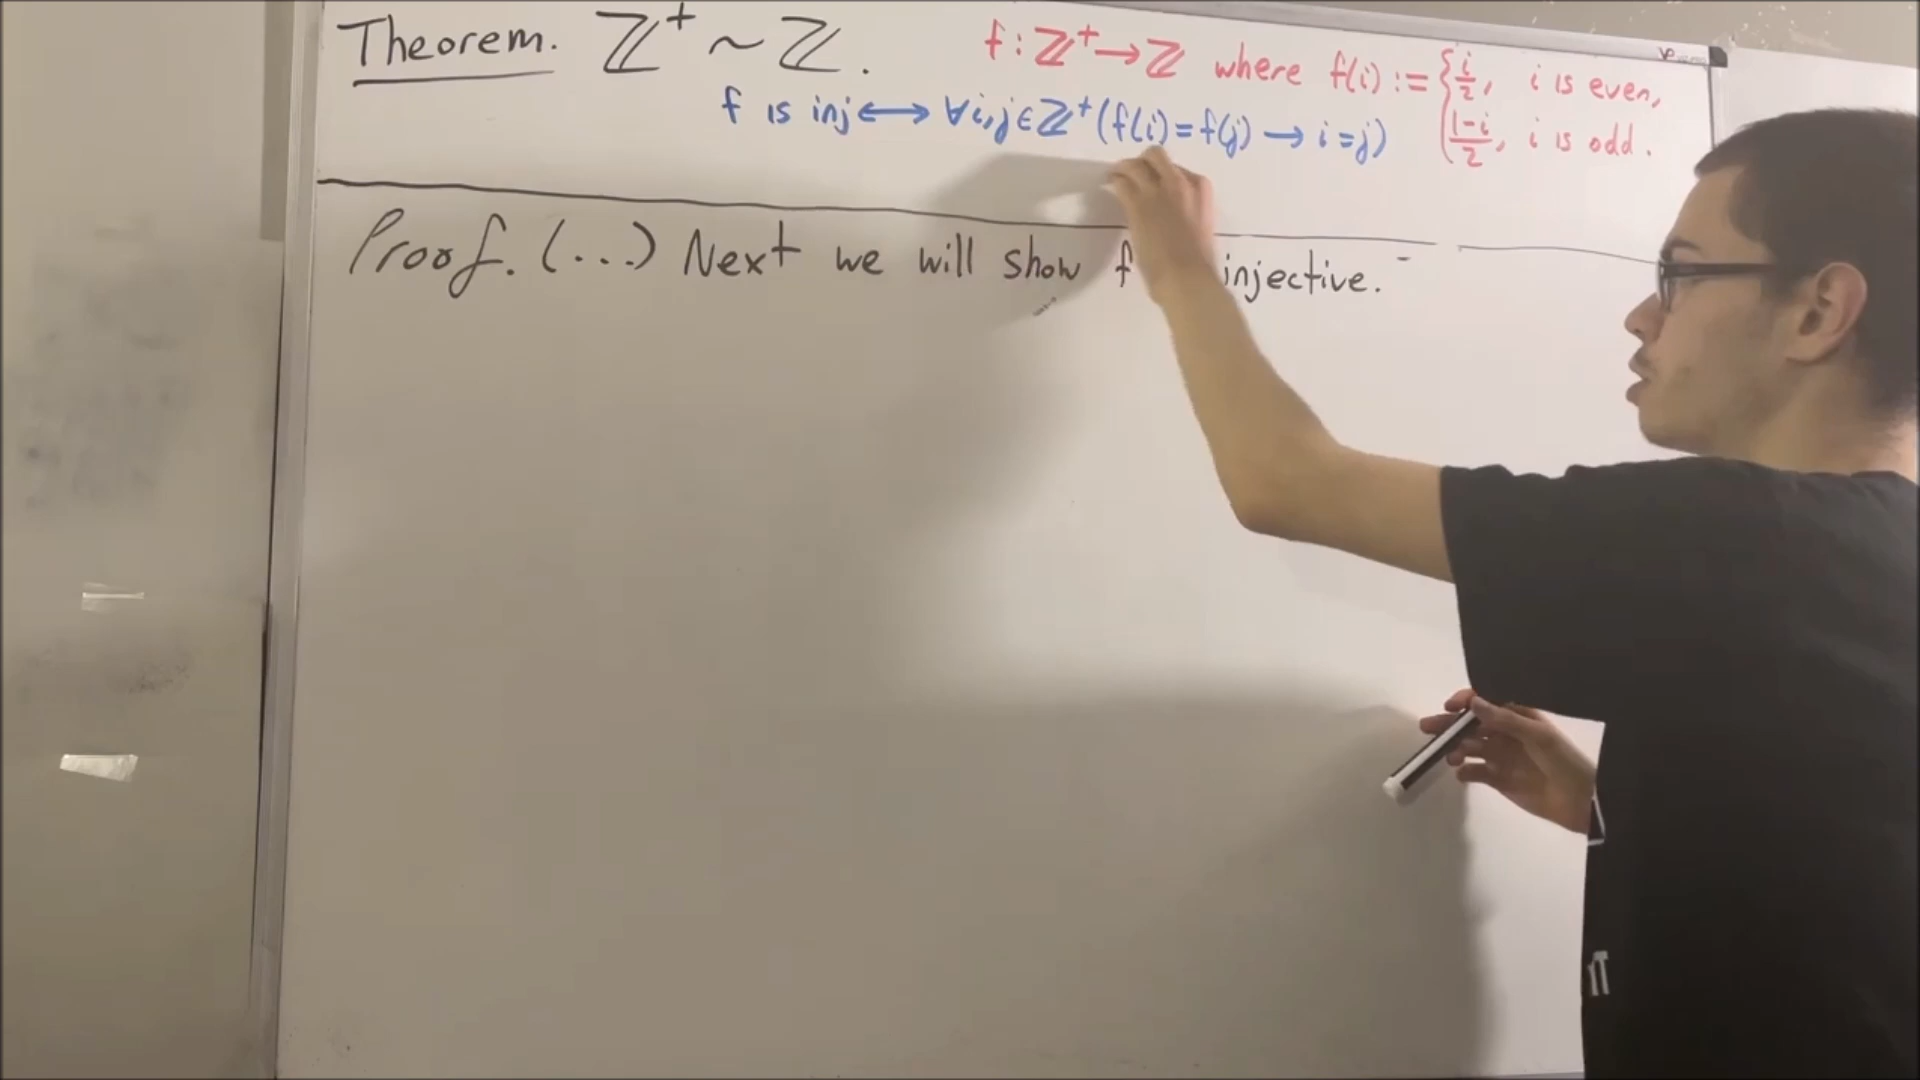 Theorem. ℤ⁺ ~ ℤ. f : ℤ⁺ → ℤ where f(i) := { i/2, i is even,
(1-i)/2, i is odd.
f is inj ↔ ∀i,j∈ℤ⁺(f(i)=f(j) → i=j)
Proof. (...) Next we will show f injective.